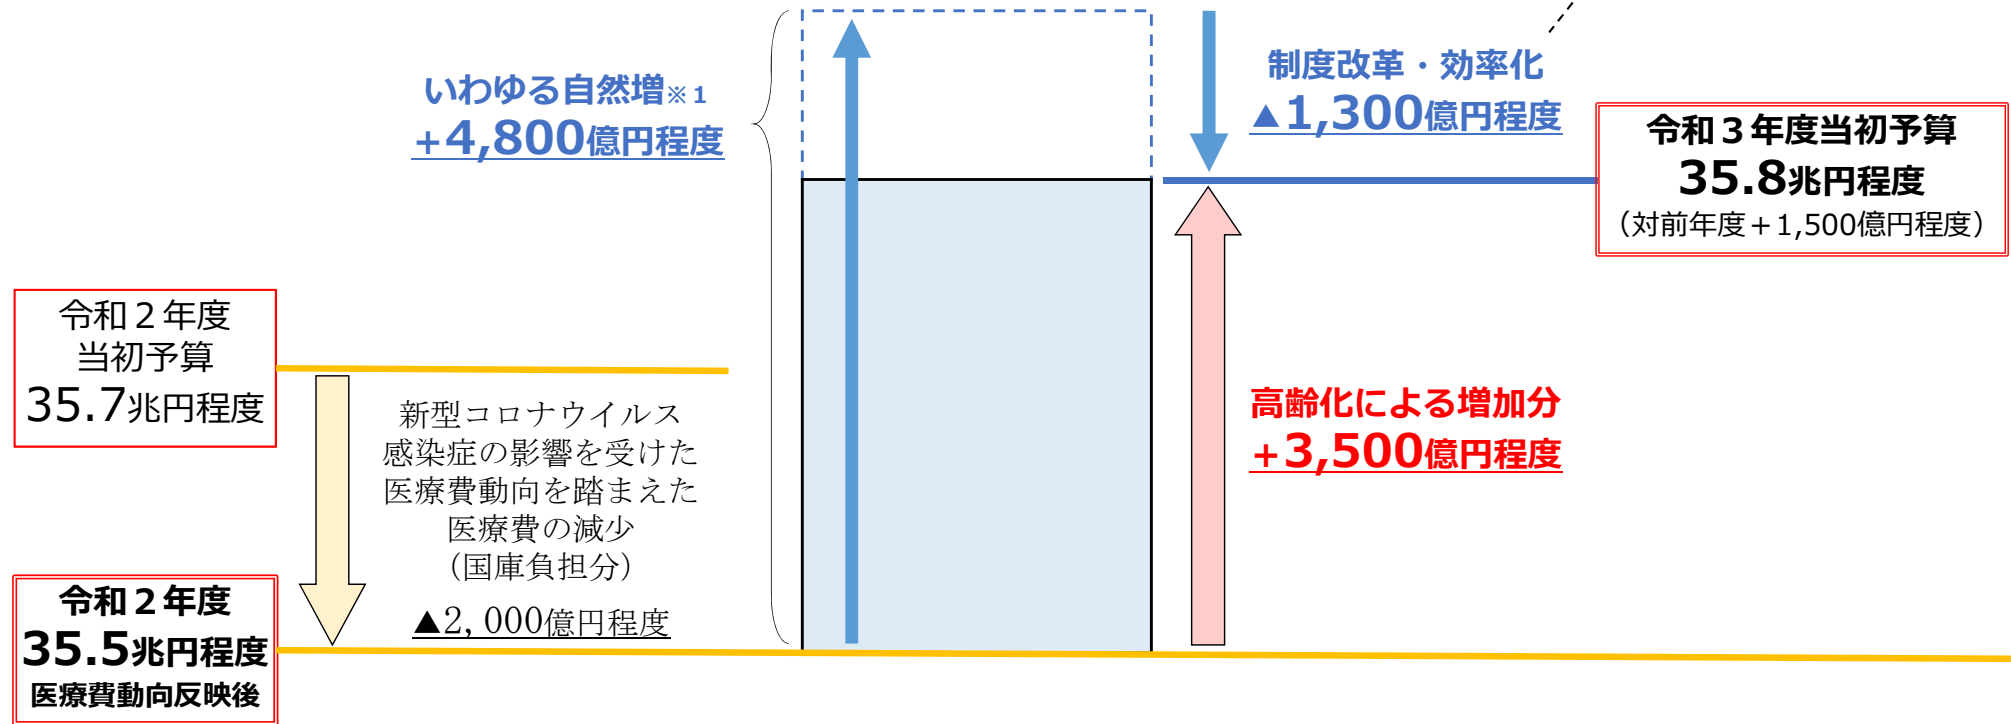 いわゆる自然増※1
+4,800億円程度
制度改革・効率化
▲1,300億円程度
令和3年度当初予算
35.8兆円程度
（対前年度＋1,500億円程度）
令和２年度
当初予算
35.7兆円程度
新型コロナウイルス
感染症の影響を受けた
医療費動向を踏まえた
医療費の減少
（国庫負担分）
▲2,000億円程度
高齢化による増加分
+3,500億円程度
令和２年度
35.5兆円程度
医療費動向反映後